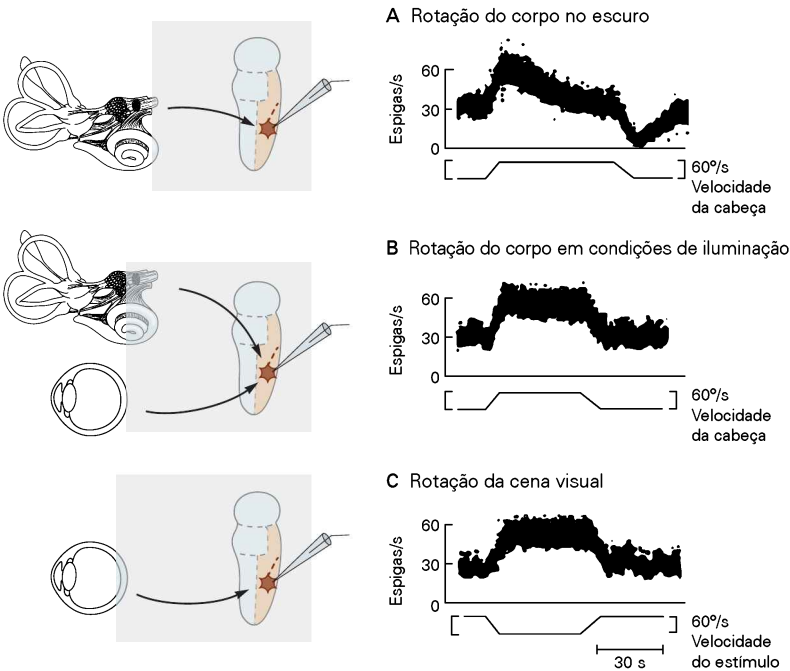 A Rotação do corpo no escuro
Espigas/s
60
30
0
60°/s
Velocidade
da cabeça
B Rotação do corpo em condições de iluminação
Espigas/s
60
30
0
60°/s
Velocidade
da cabeça
C Rotação da cena visual
Espigas/s
60
30
0
60°/s
Velocidade
do estímulo
30 s